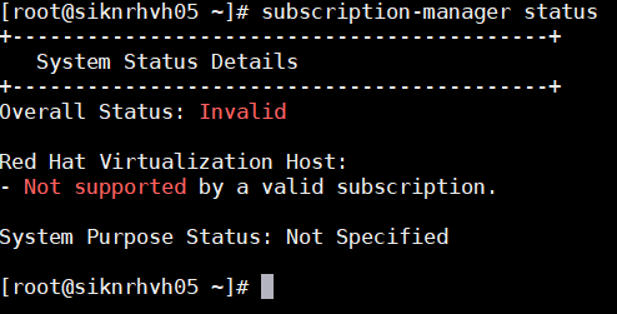 [root@siknrhvh05 ~]# subscription-manager status
+-------------------------------------------+
   System Status Details
+-------------------------------------------+
Overall Status: Invalid

Red Hat Virtualization Host:
- Not supported by a valid subscription.

System Purpose Status: Not Specified

[root@siknrhvh05 ~]#